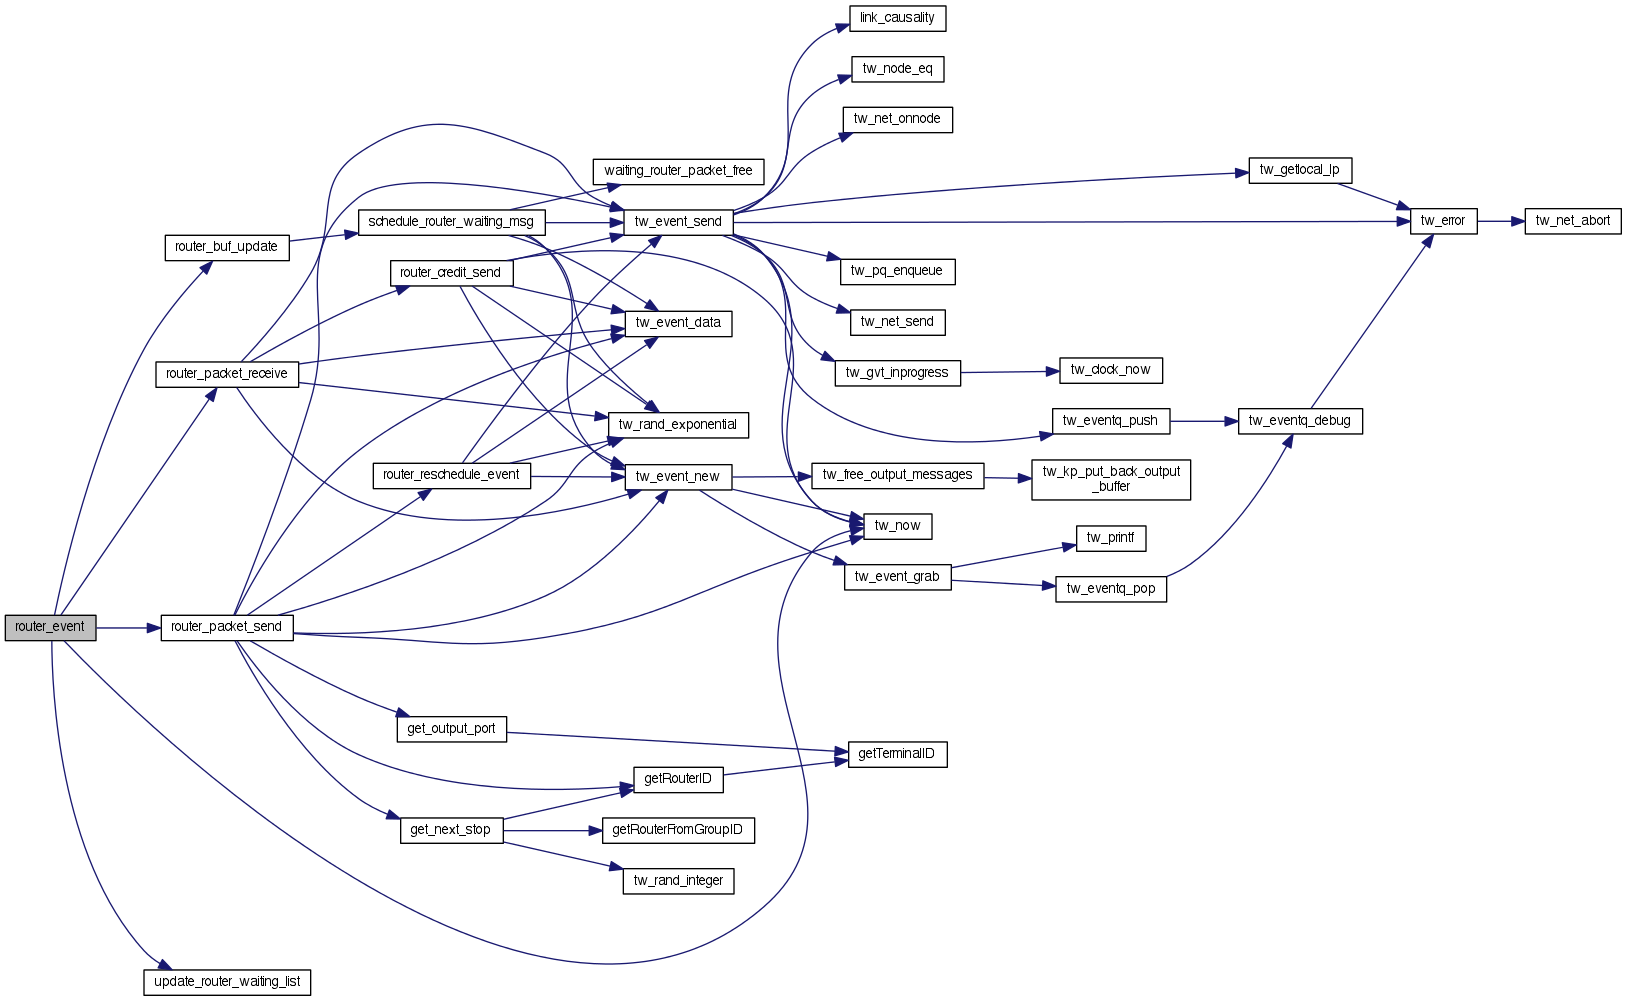 link_causality
tw_node_eq
tw_net_onnode
waiting_router_packet_free
tw_getlocal_lp
schedule_router_waiting_msg
tw_event_send
tw_error
tw_net_abort
router_buf_update
router_credit_send
tw_pq_enqueue
tw_event_data
tw_net_send
router_packet_receive
tw_gvt_inprogress
tw_clock_now
tw_rand_exponential
tw_eventq_push
tw_eventq_debug
router_reschedule_event
tw_event_new
tw_free_output_messages
tw_kp_put_back_output
_buffer
tw_now
tw_printf
tw_event_grab
tw_eventq_pop
router_event
router_packet_send
get_output_port
getTerminalID
getRouterID
get_next_stop
getRouterFromGroupID
tw_rand_integer
update_router_waiting_list